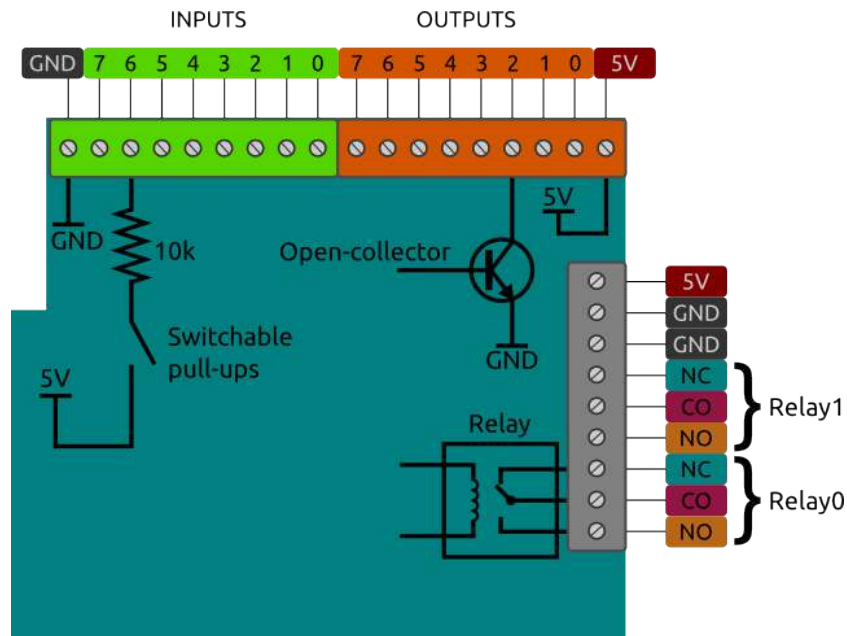 INPUTS OUTPUTS
GND 7 6 5 4 3 2 1 0 7 6 5 4 3 2 1 0 5V
5V
GND 10k Open-collector
5V
GND
Switchable
pull-ups
GND
GND
5V
NC
CO Relay1
Relay
NO
NC
CO Relay0
NO